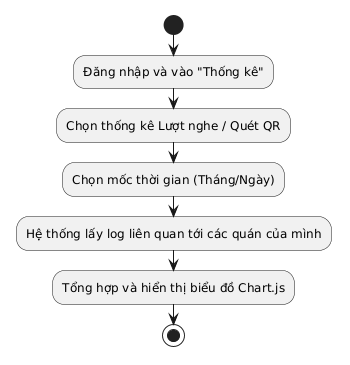 Đăng nhập và vào "Thống kê"
Chọn thống kê Lượt nghe / Quét QR
Chọn mốc thời gian (Tháng/Ngày)
Hệ thống lấy log liên quan tới các quán của mình
Tổng hợp và hiển thị biểu đồ Chart.js